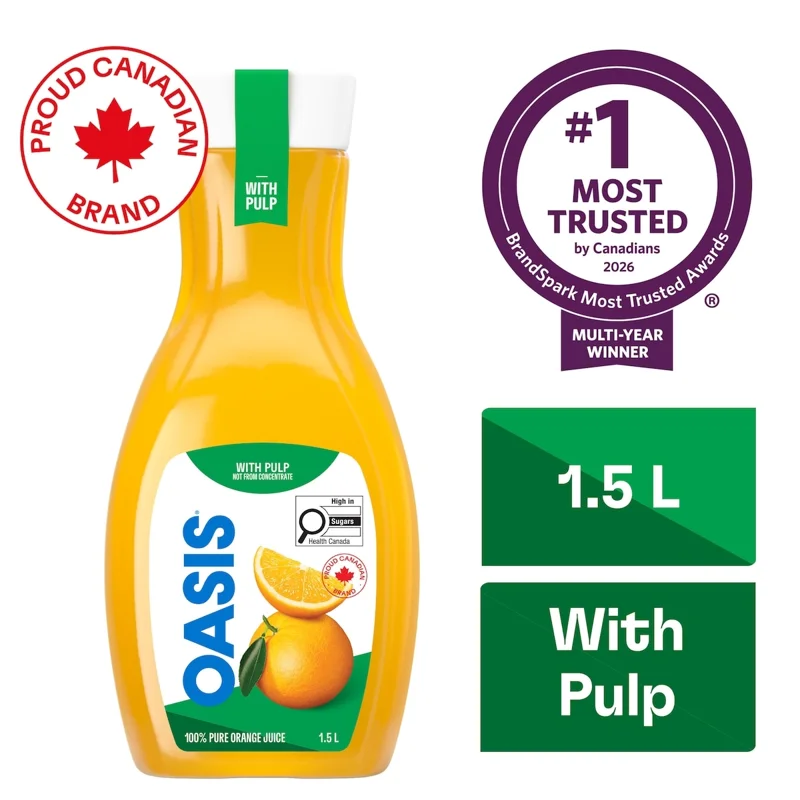 PROUD CANADIAN
BRAND
WITH
PULP
WITH PULP
NOT FROM CONCENTRATE
High in
Sugars
Health Canada
OASIS
PROUD CANADIAN
BRAND
100% PURE ORANGE JUICE
1.5 L
#1
MOST
TRUSTED
by Canadians
2026
BrandSpark Most Trusted Awards
®
MULTI-YEAR
WINNER
1.5 L
With
Pulp